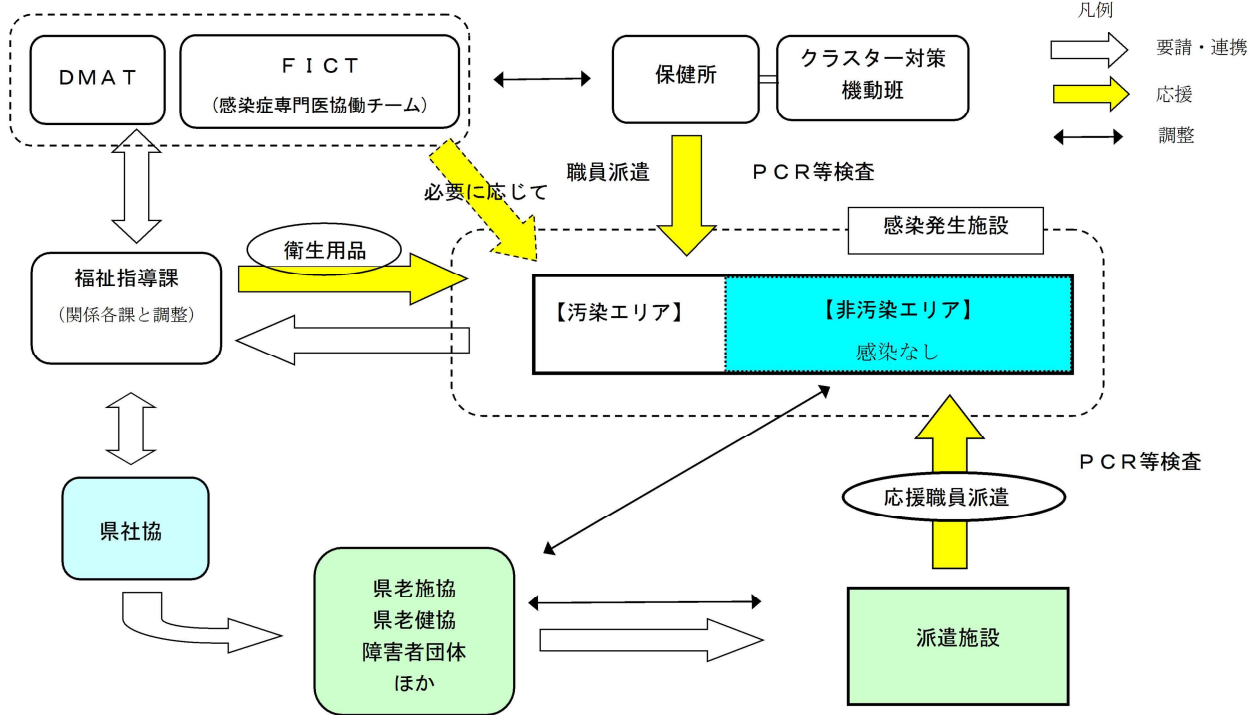 凡例
要請・連携
応援
調整
ＤＭＡＴ
ＦＩＣＴ
(感染症専門医協働チーム)
保健所
クラスター対策
機動班
必要に応じて
職員派遣
ＰＣＲ等検査
感染発生施設
衛生用品
福祉指導課
(関係各課と調整)
【汚染エリア】
【非汚染エリア】
感染なし
ＰＣＲ等検査
応援職員派遣
県社協
県老施協
県老健協
障害者団体
ほか
派遣施設